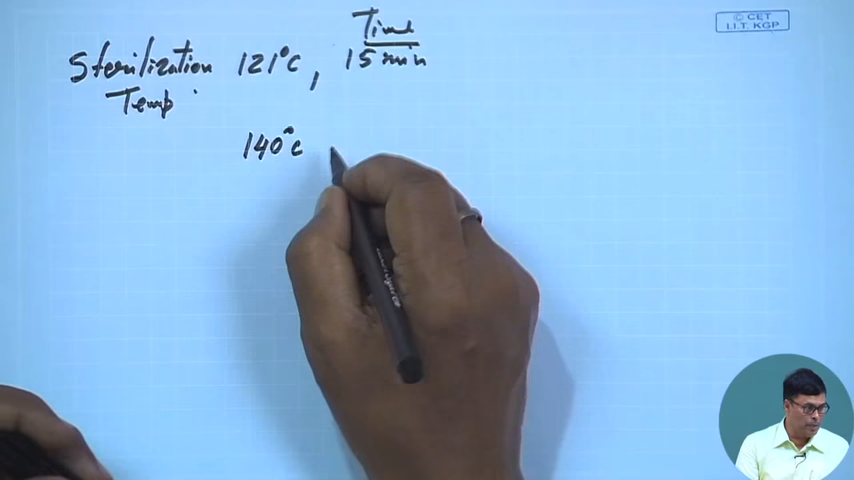 © CET
I.I.T. KGP
Time
Sterilization 121°C, 15 min
Temp
140°C